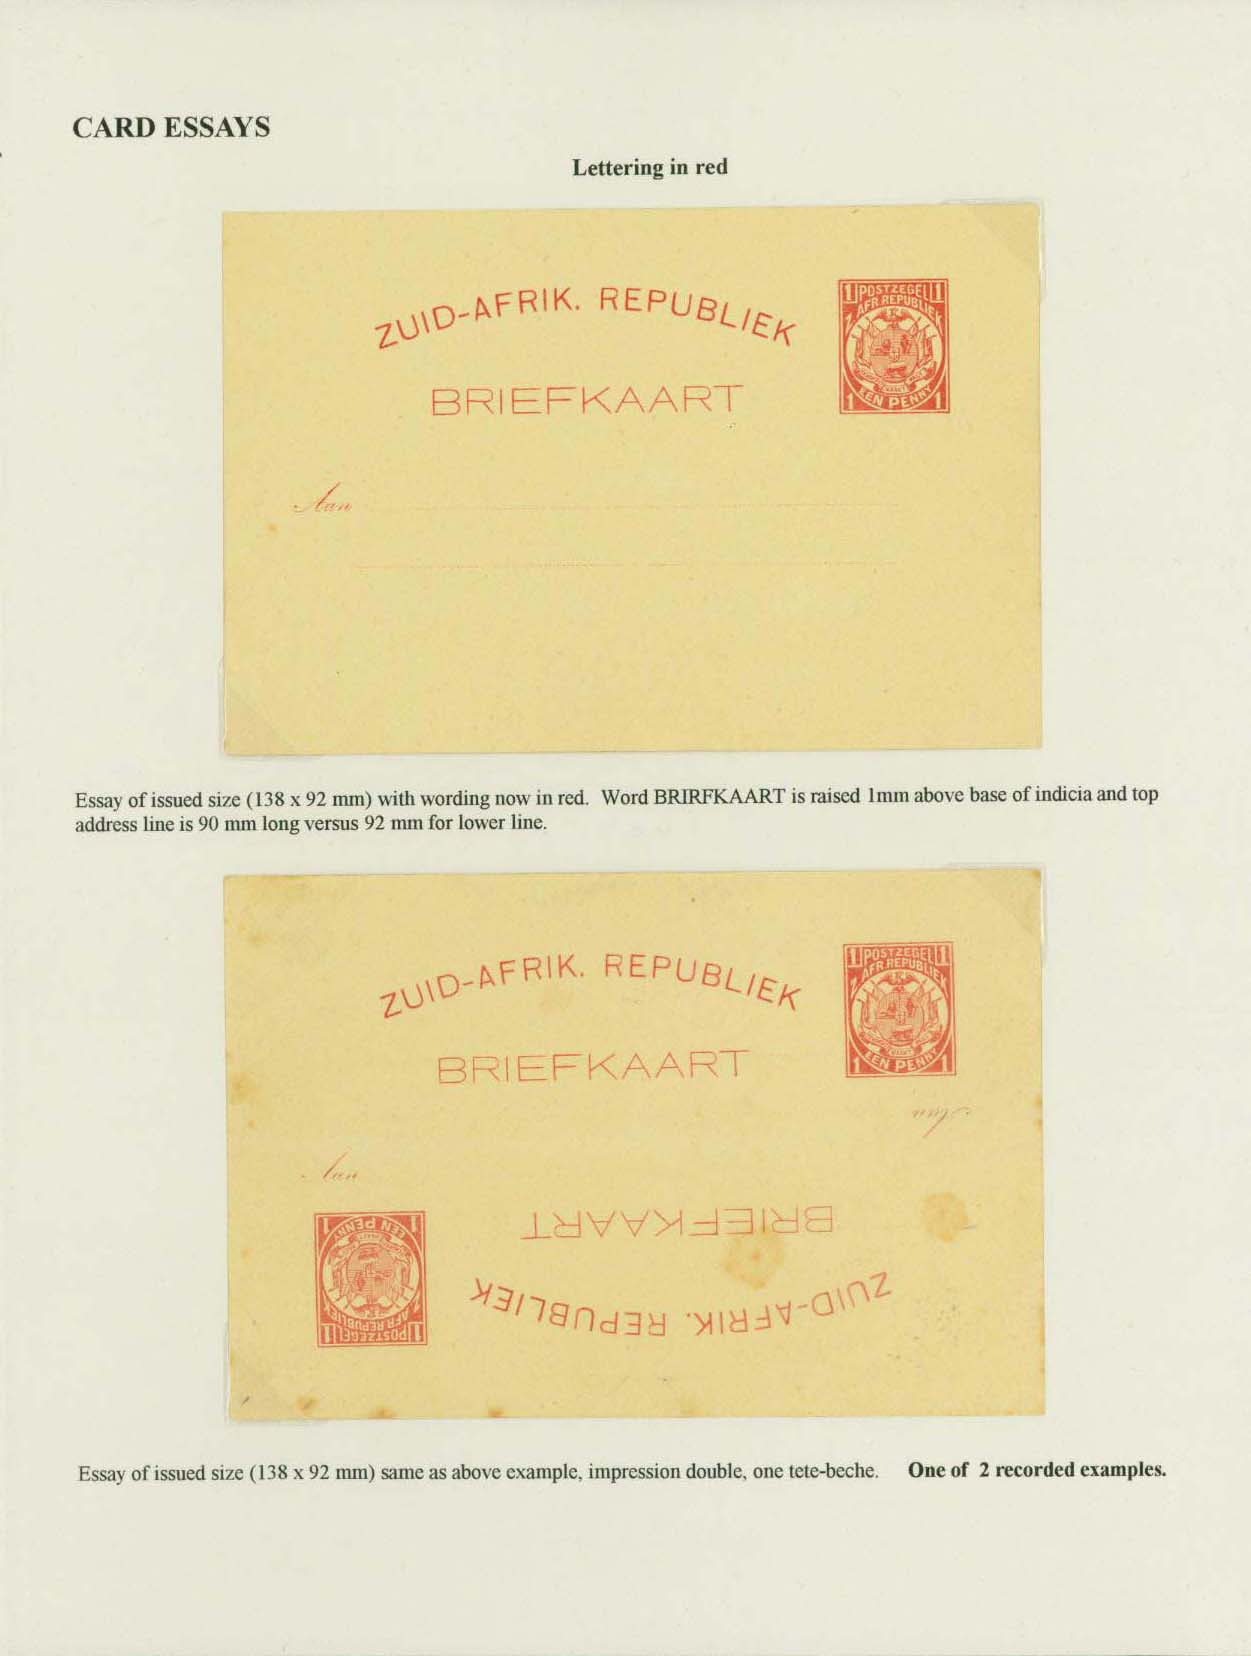 CARD ESSAYS
Lettering in red
ZUID-AFRIK. REPUBLIEK
1 POSTZEGEL 1
Z. AFR. REPUBLIEK
BRIEFKAART
1 EEN PENNY 1
Aan
Essay of issued size (138 x 92 mm) with wording now in red. Word BRIRFKAART is raised 1mm above base of indicia and top
address line is 90 mm long versus 92 mm for lower line.
ZUID-AFRIK. REPUBLIEK
1 POSTZEGEL 1
Z. AFR. REPUBLIEK
BRIEFKAART
1 EEN PENNY 1
Aan
Aan
BRIEFKAART
1 EEN PENNY 1
ZUID-AFRIK. REPUBLIEK
Z. AFR. REPUBLIEK
1 POSTZEGEL 1
Essay of issued size (138 x 92 mm) same as above example, impression double, one tete-beche. One of 2 recorded examples.